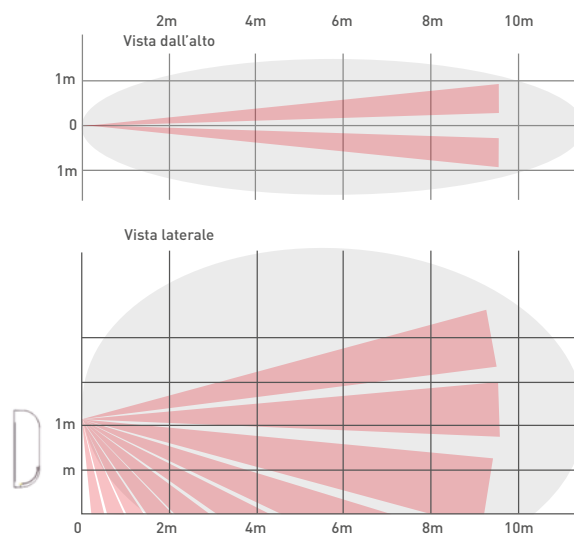 2m 4m 6m 8m 10m
Vista dall'alto
1m
0
1m
Vista laterale
1m
m
0 2m 4m 6m 8m 10m